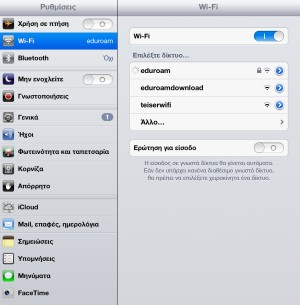 Ρυθμίσεις
Χρήση σε πτήση
Wi-Fi eduroam
Bluetooth Όχι
Μην ενοχλείτε
Γνωστοποιήσεις
Γενικά 1
Ήχοι
Φωτεινότητα και ταπετσαρία
Κορνίζα
Απόρρητο
iCloud
Mail, επαφές, ημερολόγια
Σημειώσεις
Υπομνήσεις
Μηνύματα
FaceTime
Wi-Fi
Wi-Fi
Επιλέξτε δίκτυο...
eduroam
eduroamdownload
teiserwifi
Άλλο...
Ερώτηση για είσοδο
Η είσοδος σε γνωστά δίκτυα θα γίνεται αυτόματα.
Εάν δεν υπάρχει κανένα διαθέσιμο γνωστό δίκτυο,
θα πρέπει να επιλέξετε χειροκίνητα ένα δίκτυο.